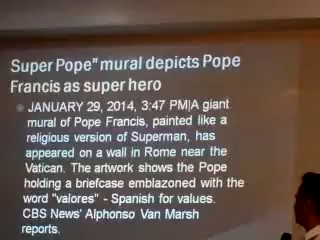 Super Pope" mural depicts Pope
Francis as super hero
JANUARY 29, 2014, 3:47 PM|A giant
mural of Pope Francis, painted like a
religious version of Superman, has
appeared on a wall in Rome near the
Vatican. The artwork shows the Pope
holding a briefcase emblazoned with the
word "valores" - Spanish for values.
CBS News' Alphonso Van Marsh
reports.